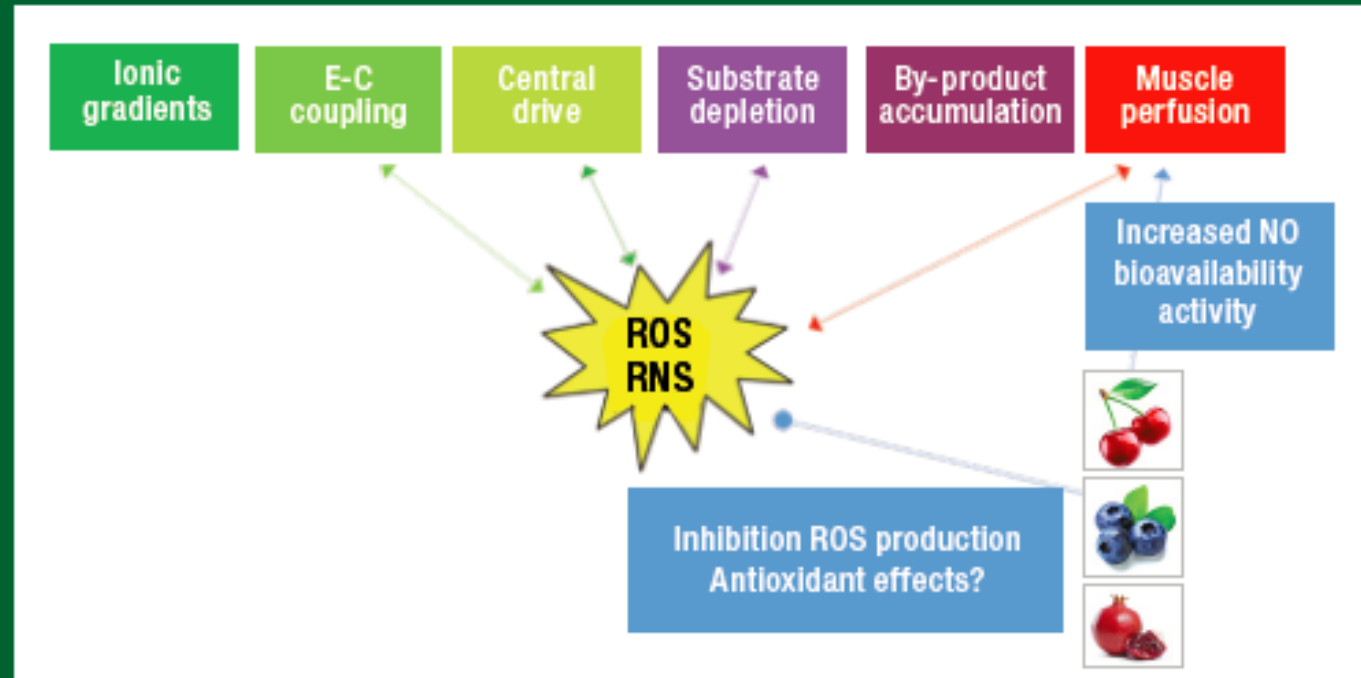 Ionic
gradients
E-C
coupling
Central
drive
Substrate
depletion
By-product
accumulation
Muscle
perfusion
Increased NO
bioavailability
activity
ROS
RNS
Inhibition ROS production
Antioxidant effects?